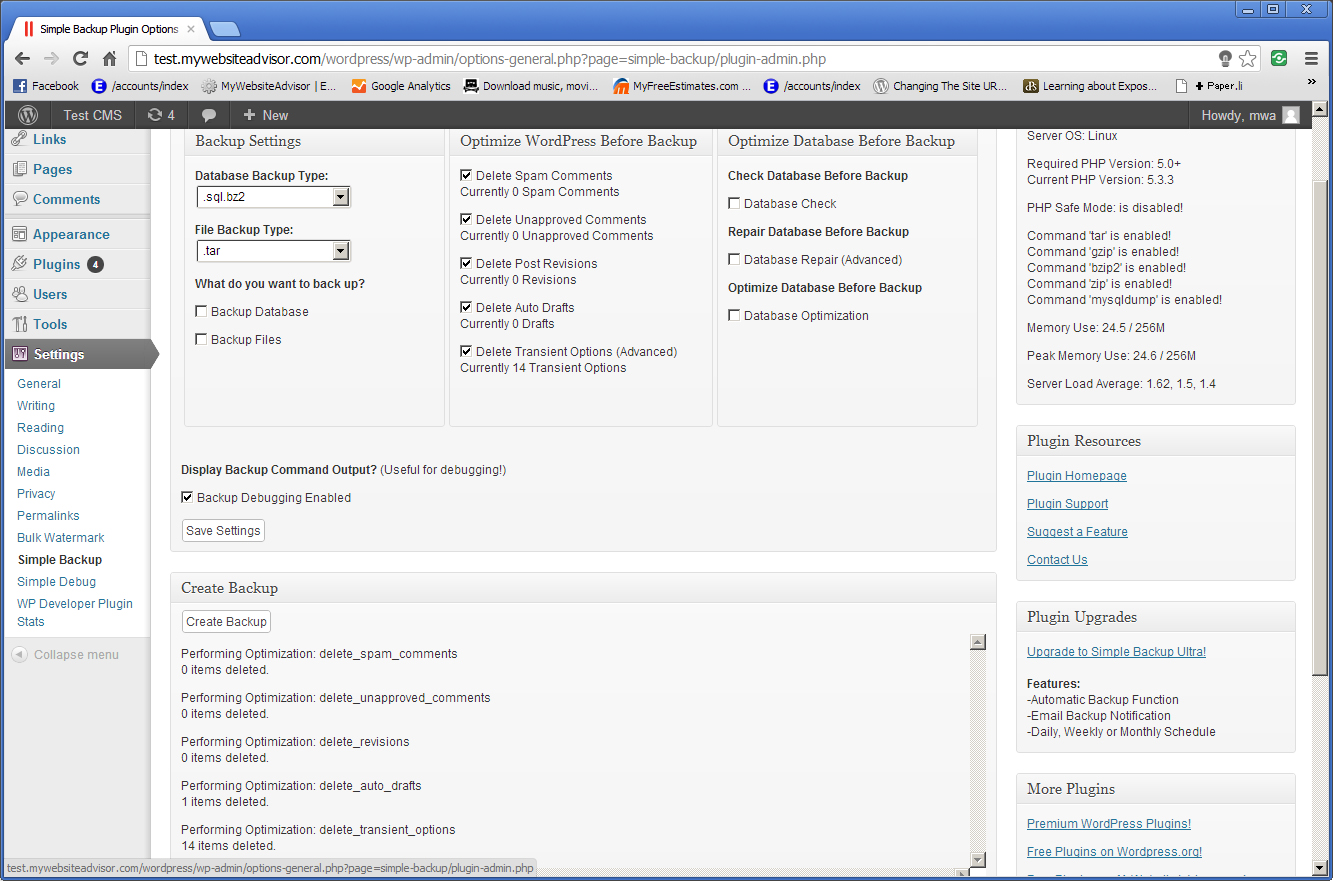 Simple Backup Plugin Options
test.mywebsiteadvisor.com/wordpress/wp-admin/options-general.php?page=simple-backup/plugin-admin.php
Facebook /accounts/index MyWebsiteAdvisor | E... Google Analytics Download music, movi... MyFreeEstimates.com ... /accounts/index Changing The Site UR... Learning about Expos... + Paper.li »
Test CMS 4 + New Howdy, mwa
Links
Pages
Comments
Appearance
Plugins 4
Users
Tools
Settings
General
Writing
Reading
Discussion
Media
Privacy
Permalinks
Bulk Watermark
Simple Backup
Simple Debug
WP Developer Plugin
Stats
Collapse menu
Backup Settings
Database Backup Type:
.sql.bz2
File Backup Type:
.tar
What do you want to back up?
Backup Database
Backup Files
Optimize WordPress Before Backup
Delete Spam Comments
Currently 0 Spam Comments
Delete Unapproved Comments
Currently 0 Unapproved Comments
Delete Post Revisions
Currently 0 Revisions
Delete Auto Drafts
Currently 0 Drafts
Delete Transient Options (Advanced)
Currently 14 Transient Options
Optimize Database Before Backup
Check Database Before Backup
Database Check
Repair Database Before Backup
Database Repair (Advanced)
Optimize Database Before Backup
Database Optimization
Display Backup Command Output? (Useful for debugging!)
Backup Debugging Enabled
Save Settings
Create Backup
Create Backup
Performing Optimization: delete_spam_comments
0 items deleted.
Performing Optimization: delete_unapproved_comments
0 items deleted.
Performing Optimization: delete_revisions
0 items deleted.
Performing Optimization: delete_auto_drafts
1 items deleted.
Performing Optimization: delete_transient_options
14 items deleted.
Server OS: Linux
Required PHP Version: 5.0+
Current PHP Version: 5.3.3
PHP Safe Mode: is disabled!
Command 'tar' is enabled!
Command 'gzip' is enabled!
Command 'bzip2' is enabled!
Command 'zip' is enabled!
Command 'mysqldump' is enabled!
Memory Use: 24.5 / 256M
Peak Memory Use: 24.6 / 256M
Server Load Average: 1.62, 1.5, 1.4
Plugin Resources
Plugin Homepage
Plugin Support
Suggest a Feature
Contact Us
Plugin Upgrades
Upgrade to Simple Backup Ultra!
Features:
-Automatic Backup Function
-Email Backup Notification
-Daily, Weekly or Monthly Schedule
More Plugins
Premium WordPress Plugins!
Free Plugins on Wordpress.org!
test.mywebsiteadvisor.com/wordpress/wp-admin/options-general.php?page=simple-backup/plugin-admin.php